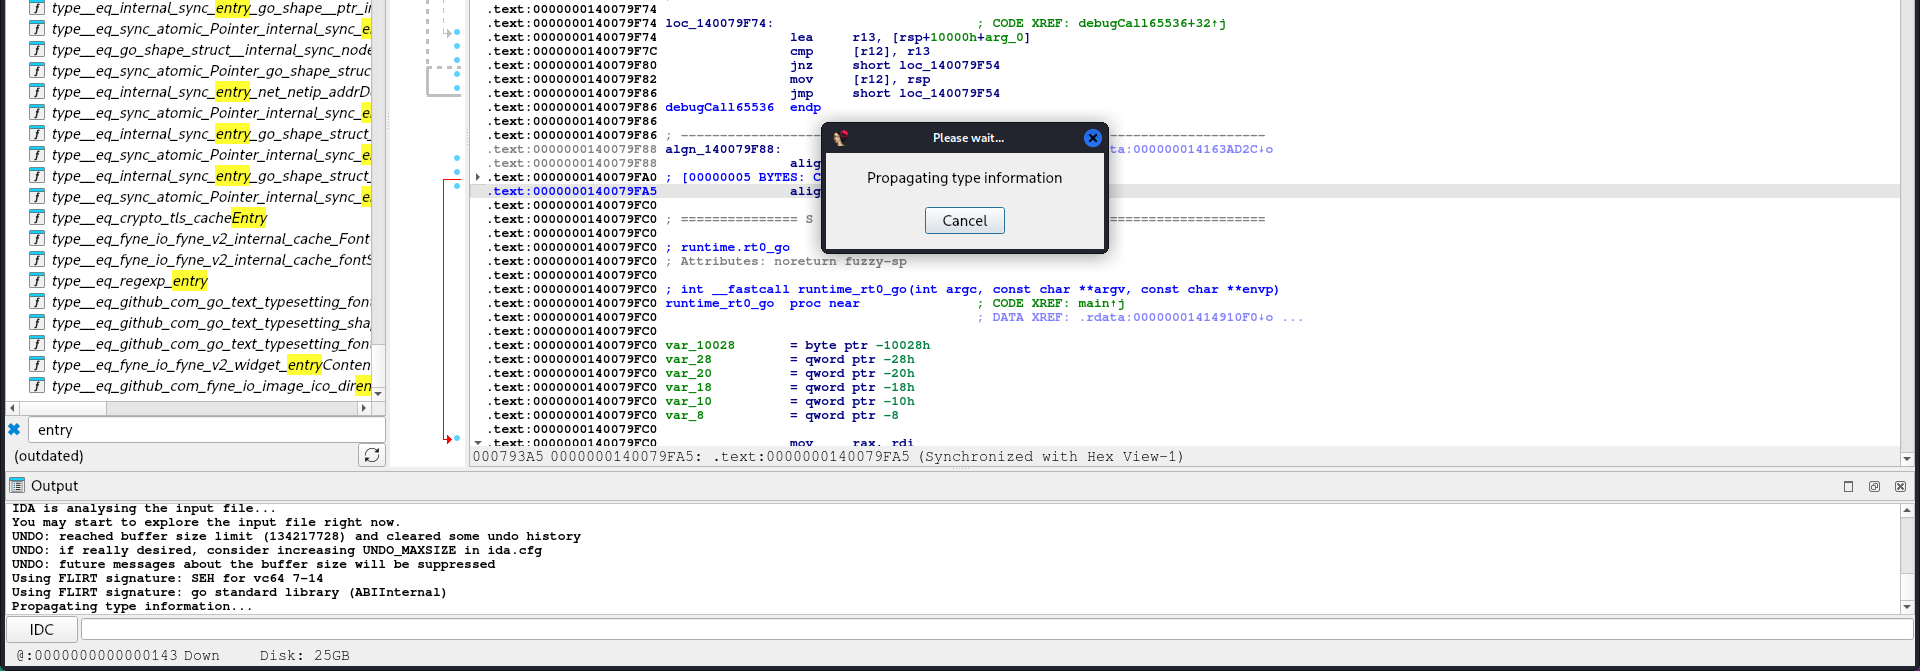 type__eq_internal_sync_entry_go_shape__ptr_i
type__eq_sync_atomic_Pointer_internal_sync_e
type__eq_go_shape_struct__internal_sync_node
type__eq_sync_atomic_Pointer_go_shape_struc
type__eq_internal_sync_entry_net_netip_addrD
type__eq_sync_atomic_Pointer_internal_sync_e
type__eq_internal_sync_entry_go_shape_struct_
type__eq_sync_atomic_Pointer_internal_sync_e
type__eq_internal_sync_entry_go_shape_struct_
type__eq_sync_atomic_Pointer_internal_sync_e
type__eq_crypto_tls_cacheEntry
type__eq_fyne_io_fyne_v2_internal_cache_Font
type__eq_fyne_io_fyne_v2_internal_cache_fontS
type__eq_regexp_entry
type__eq_github_com_go_text_typesetting_font
type__eq_github_com_go_text_typesetting_sha
type__eq_github_com_go_text_typesetting_font
type__eq_fyne_io_fyne_v2_widget_entryConten
type__eq_github_com_fyne_io_image_ico_diren
entry
(outdated)
.text:0000000140079F74
.text:0000000140079F74 loc_140079F74: ; CODE XREF: debugCall65536+32↑j
.text:0000000140079F74 lea r13, [rsp+10000h+arg_0]
.text:0000000140079F7C cmp [r12], r13
.text:0000000140079F80 jnz short loc_140079F54
.text:0000000140079F82 mov [r12], rsp
.text:0000000140079F86 jmp short loc_140079F54
.text:0000000140079F86 debugCall65536 endp
.text:0000000140079F86
.text:0000000140079F86 ; ---------------------------------------------------------------------------
.text:0000000140079F88 algn_140079F88: ta:000000014163AD2C↓o
.text:0000000140079F88 alig
.text:0000000140079FA0 ; [00000005 BYTES: C
.text:0000000140079FA5 alig
.text:0000000140079FC0
.text:0000000140079FC0 ; =============== S ====================
.text:0000000140079FC0
.text:0000000140079FC0 ; runtime.rt0_go
.text:0000000140079FC0 ; Attributes: noreturn fuzzy-sp
.text:0000000140079FC0
.text:0000000140079FC0 ; int __fastcall runtime_rt0_go(int argc, const char **argv, const char **envp)
.text:0000000140079FC0 runtime_rt0_go proc near ; CODE XREF: main↑j
.text:0000000140079FC0 ; DATA XREF: .rdata:00000001414910F0↓o ...
.text:0000000140079FC0
.text:0000000140079FC0 var_10028 = byte ptr -10028h
.text:0000000140079FC0 var_28 = qword ptr -28h
.text:0000000140079FC0 var_20 = qword ptr -20h
.text:0000000140079FC0 var_18 = qword ptr -18h
.text:0000000140079FC0 var_10 = qword ptr -10h
.text:0000000140079FC0 var_8 = qword ptr -8
.text:0000000140079FC0
.text:0000000140079FC0 mov rax, rdi
000793A5 0000000140079FA5: .text:0000000140079FA5 (Synchronized with Hex View-1)
Please wait...
Propagating type information
Cancel
Output
IDA is analysing the input file...
You may start to explore the input file right now.
UNDO: reached buffer size limit (134217728) and cleared some undo history
UNDO: if really desired, consider increasing UNDO_MAXSIZE in ida.cfg
UNDO: future messages about the buffer size will be suppressed
Using FLIRT signature: SEH for vc64 7-14
Using FLIRT signature: go standard library (ABIInternal)
Propagating type information...
IDC
@:0000000000000143 Down Disk: 25GB